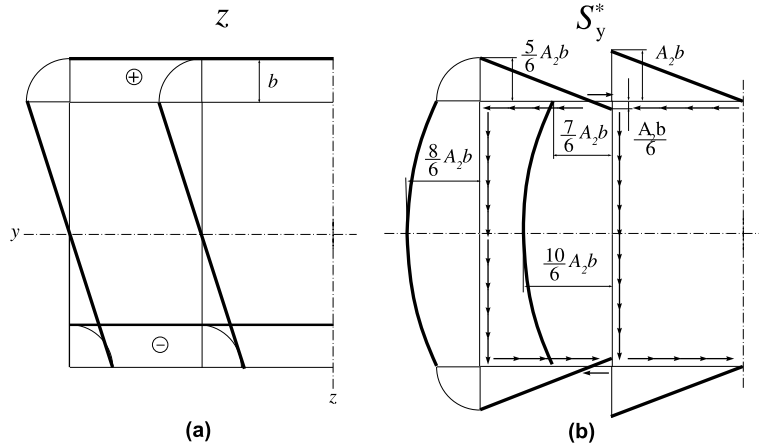 z
S*y
b
⊕
y
⊖
z
5/6 A₂b
A₂b
8/6 A₂b
7/6 A₂b
A₂b/6
10/6 A₂b
(a)
(b)